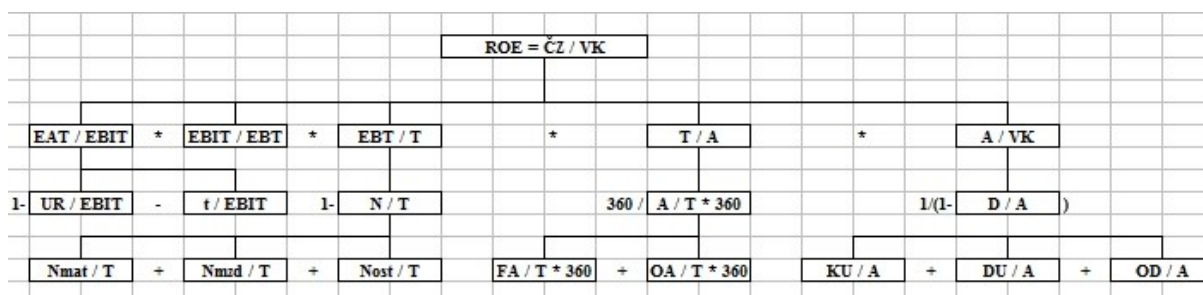 ROE = ČZ / VK
EAT / EBIT * EBIT / EBT * EBT / T * T / A * A / VK
1- UR / EBIT - t / EBIT 1- N / T 360 / A / T * 360 1/(1- D / A )
Nmat / T + Nmzd / T + Nost / T FA / T * 360 + OA / T * 360 KU / A + DU / A + OD / A